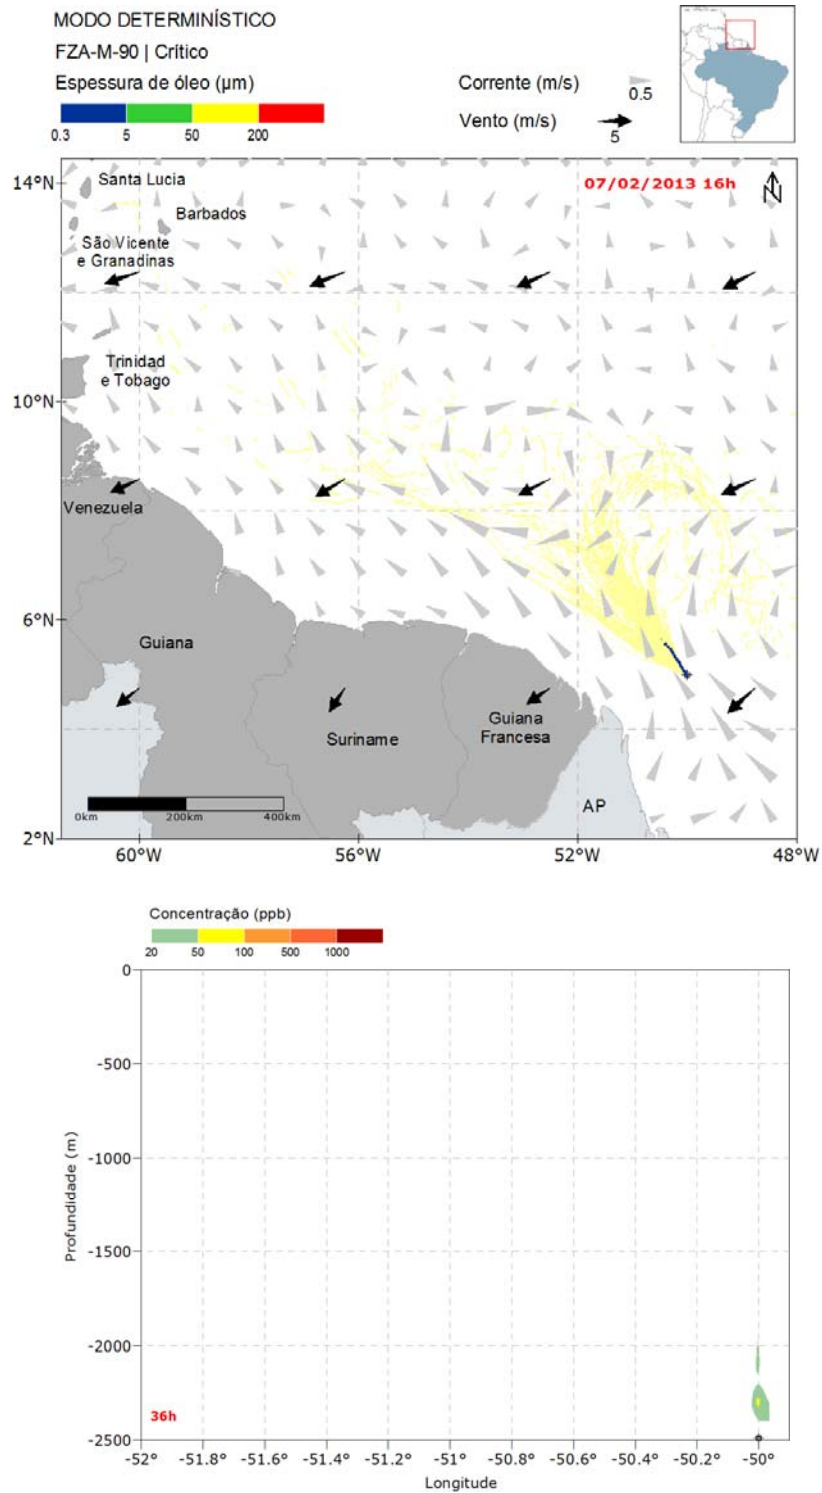 MODO DETERMINÍSTICO
FZA-M-90 | Crítico
Espessura de óleo (µm)
0.3 5 50 200
Corrente (m/s)
0.5
Vento (m/s)
5
14°N
10°N
6°N
2°N
07/02/2013 16h
N
Santa Lucia
Barbados
São Vicente
e Granadinas
Trinidad
e Tobago
Venezuela
Guiana
Suriname
Guiana
Francesa
AP
0km 200km 400km
60°W 56°W 52°W 48°W
Concentração (ppb)
20 50 100 500 1000
0
-500
-1000
-1500
-2000
-2500
Profundidade (m)
36h
-52 -51.8° -51.6° -51.4° -51.2° -51° -50.8° -50.6° -50.4° -50.2° -50°
Longitude